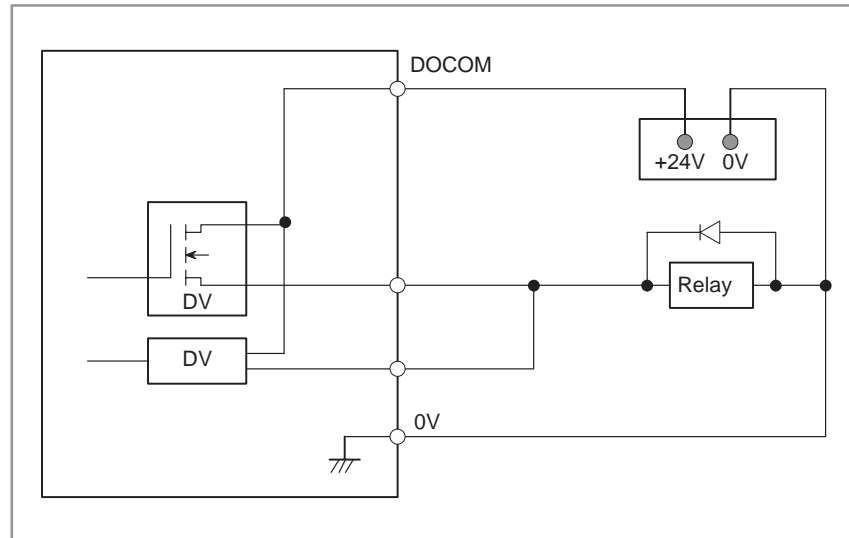 DOCOM
+24V 0V
DV
Relay
DV
0V